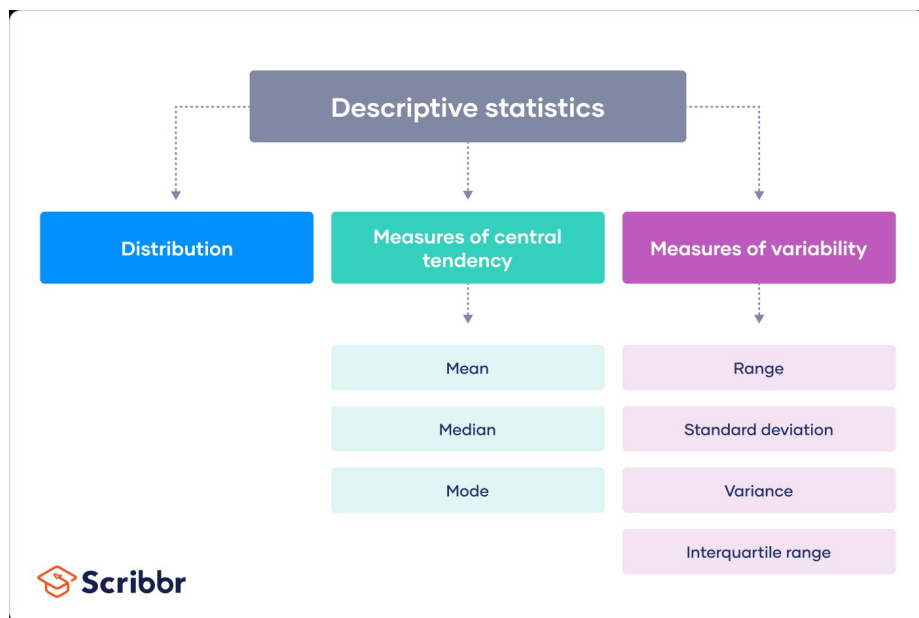 Descriptive statistics
Distribution
Measures of central
tendency
Measures of variability
Mean
Median
Mode
Range
Standard deviation
Variance
Interquartile range
Scribbr